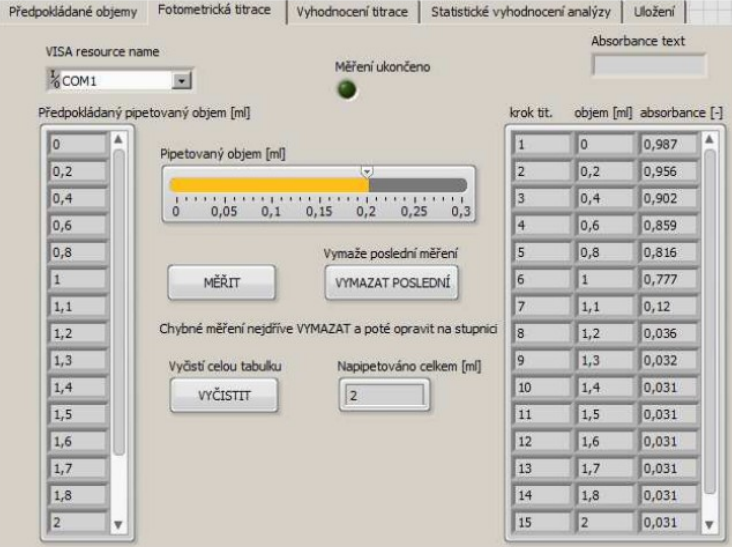 Předpokládané objemy Fotometrická titrace Vyhodnocení titrace Statistické vyhodnocení analýzy Uložení
VISA resource name
COM1
Měření ukončeno
Absorbance text
Předpokládaný pipetovaný objem [ml]
0
0,2
0,4
0,6
0,8
1
1,1
1,2
1,3
1,4
1,5
1,6
1,7
1,8
2
Pipetovaný objem [ml]
0 0,05 0,1 0,15 0,2 0,25 0,3
Vymaže poslední měření
MĚŘIT VYMAZAT POSLEDNÍ
Chybné měření nejdříve VYMAZAT a poté opravit na stupnici
Vyčistí celou tabulku Napipetováno celkem [ml]
VYČISTIT 2
krok tit. objem [ml] absorbance [-]
1 0 0,987
2 0,2 0,956
3 0,4 0,902
4 0,6 0,859
5 0,8 0,816
6 1 0,777
7 1,1 0,12
8 1,2 0,036
9 1,3 0,032
10 1,4 0,031
11 1,5 0,031
12 1,6 0,031
13 1,7 0,031
14 1,8 0,031
15 2 0,031